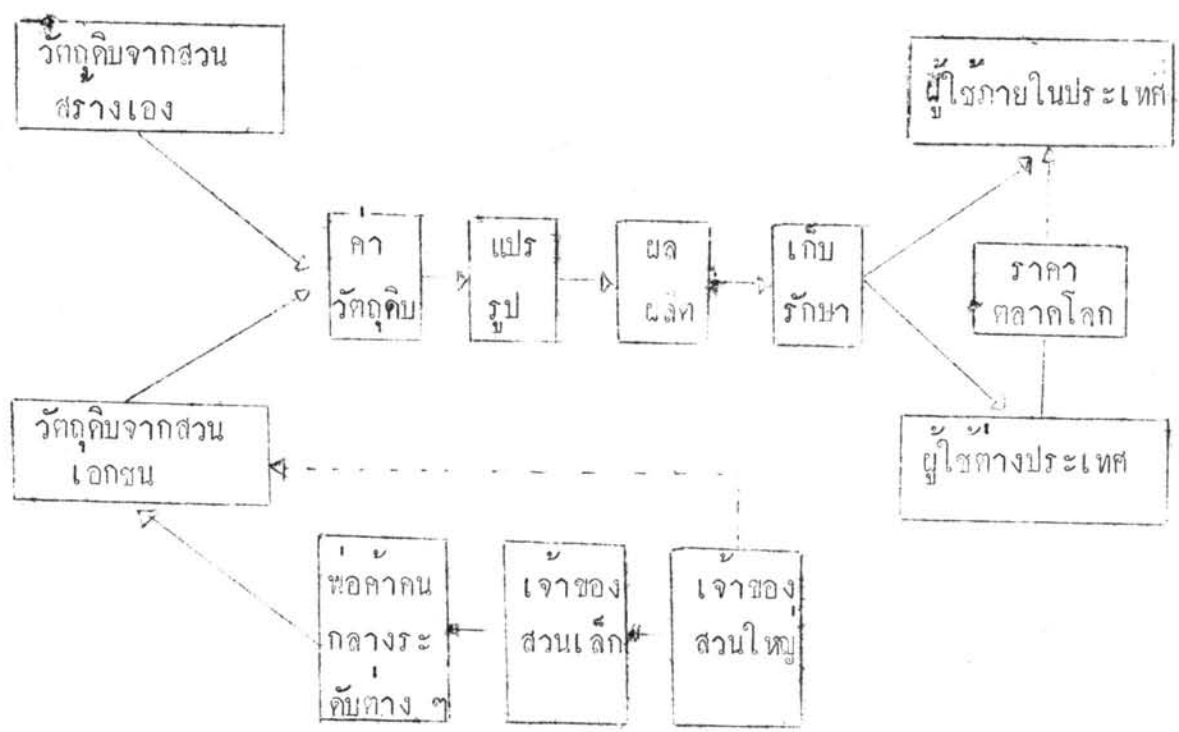 วัตถุดิบจากสวน
สร้างเอง
ผู้ใช้ภายในประเทศ
ค่า
วัตถุดิบ
แปร
รูป
ผล
ผลิต
เก็บ
รักษา
ราคา
ตลาดโลก
วัตถุดิบจากสวน
เอกชน
ผู้ใช้ต่างประเทศ
พ่อค้าคน
กลางระ
ดับต่าง ๆ
เจ้าของ
สวนเล็ก
เจ้าของ
สวนใหญ่